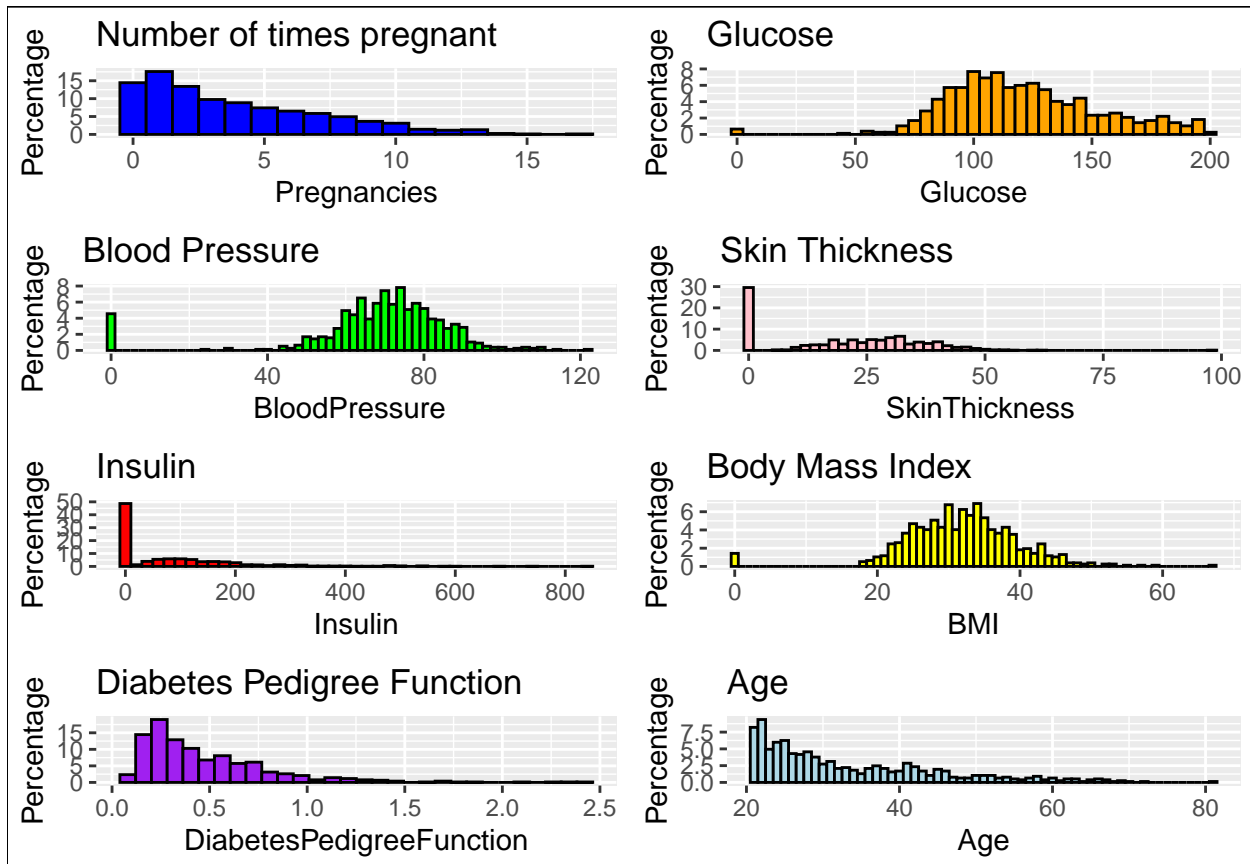 Number of times pregnant
Percentage
15
10
5
0
0 5 10 15
Pregnancies
Glucose
Percentage
8
6
4
2
0
0 50 100 150 200
Glucose
Blood Pressure
Percentage
8
6
4
2
0
0 40 80 120
BloodPressure
Skin Thickness
Percentage
30
20
10
0
0 25 50 75 100
SkinThickness
Insulin
Percentage
50
40
30
20
10
0
0 200 400 600 800
Insulin
Body Mass Index
Percentage
6
4
2
0
0 20 40 60
BMI
Diabetes Pedigree Function
Percentage
15
10
5
0
0.0 0.5 1.0 1.5 2.0 2.5
DiabetesPedigreeFunction
Age
Percentage
7.5
5.0
2.5
0.0
20 40 60 80
Age